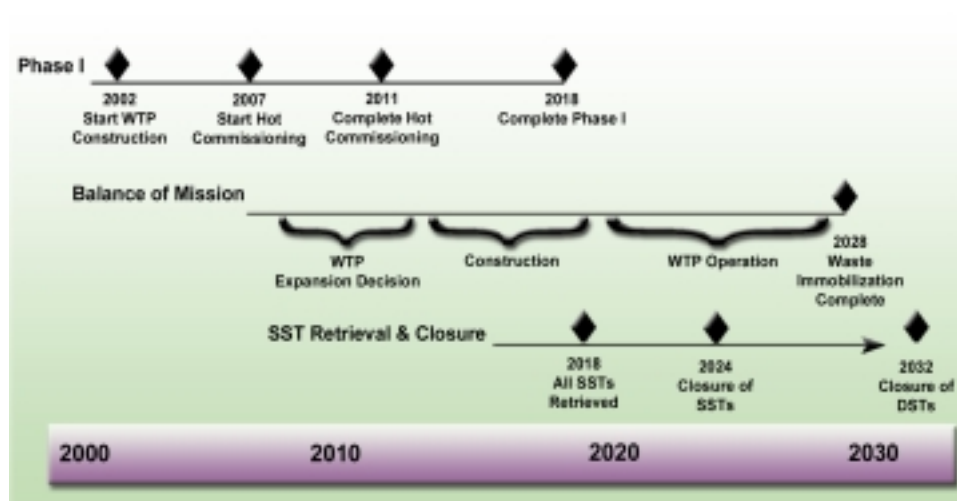 Phase I
2002
Start WTP
Construction
2007
Start Hot
Commissioning
2011
Complete Hot
Commissioning
2018
Complete Phase I
Balance of Mission
WTP
Expansion Decision
Construction
WTP Operation
2028
Waste
Immobilization
Complete
SST Retrieval & Closure
2018
All SSTs
Retrieved
2024
Closure of
SSTs
2032
Closure of
DSTs
2000
2010
2020
2030